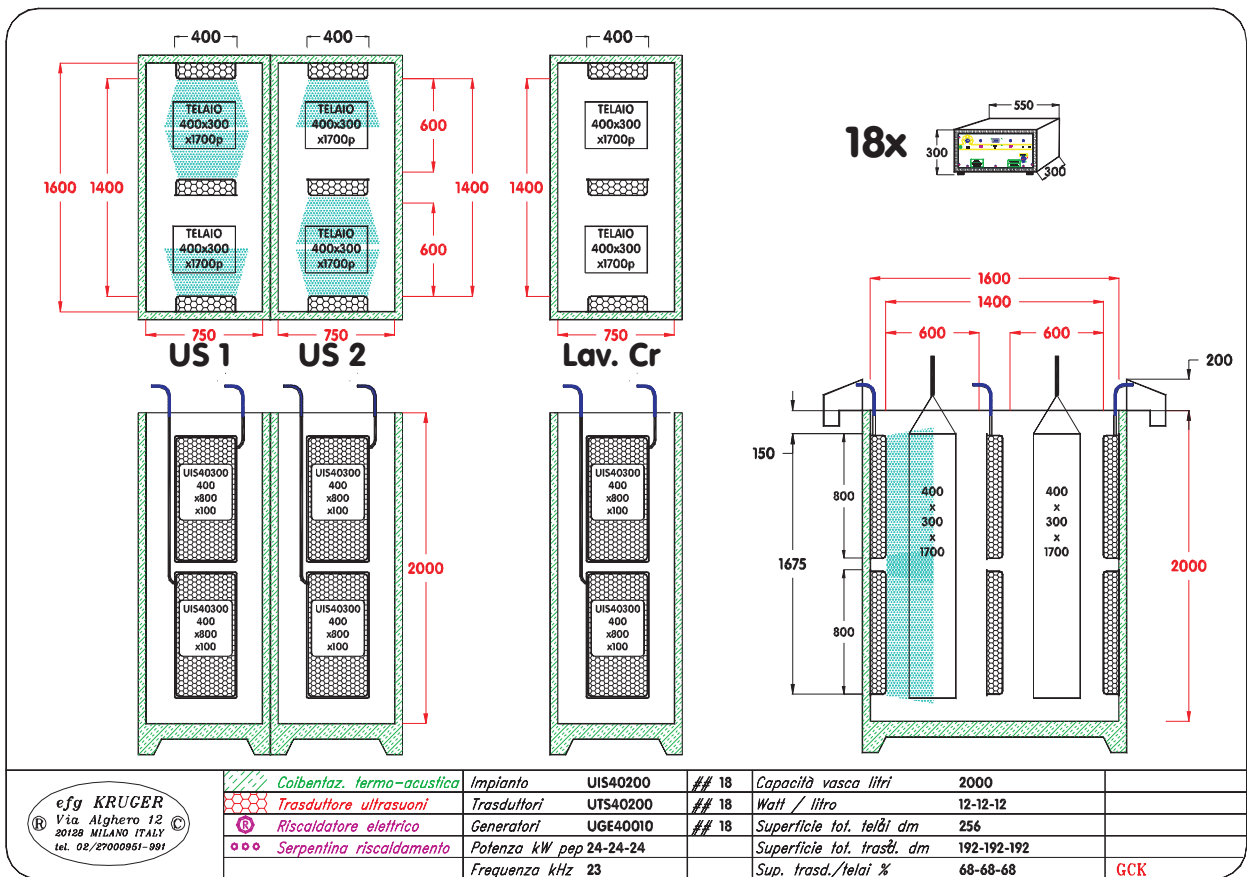 400
400
400
TELAIO
400x300
x1700p
TELAIO
400x300
x1700p
TELAIO
400x300
x1700p
TELAIO
400x300
x1700p
TELAIO
400x300
x1700p
TELAIO
400x300
x1700p
1600
1400
600
600
1400
1400
750
750
750
US 1
US 2
Lav. Cr
18x
550
300
300
UIS40300
400
x800
x100
UIS40300
400
x800
x100
UIS40300
400
x800
x100
UIS40300
400
x800
x100
UIS40300
400
x800
x100
UIS40300
400
x800
x100
2000
1600
1400
600
600
200
150
800
1675
800
400
x
300
x
1700
400
x
300
x
1700
2000
efg KRUGER
Via Alghero 12
20128 MILANO ITALY
tel. 02/27000951-991
® ©
Coibentaz. termo-acustica
Trasduttore ultrasuoni
® Riscaldatore elettrico
Serpentina riscaldamento
Impianto UIS40200 ## 18
Trasduttori UTS40200 ## 18
Generatori UGE40010 ## 18
Potenza kW pep 24-24-24
Frequenza kHz 23
Capacità vasca litri 2000
Watt / litro 12-12-12
Superficie tot. telai dm² 256
Superficie tot. trasd. dm² 192-192-192
Sup. trasd./telai % 68-68-68
GCK